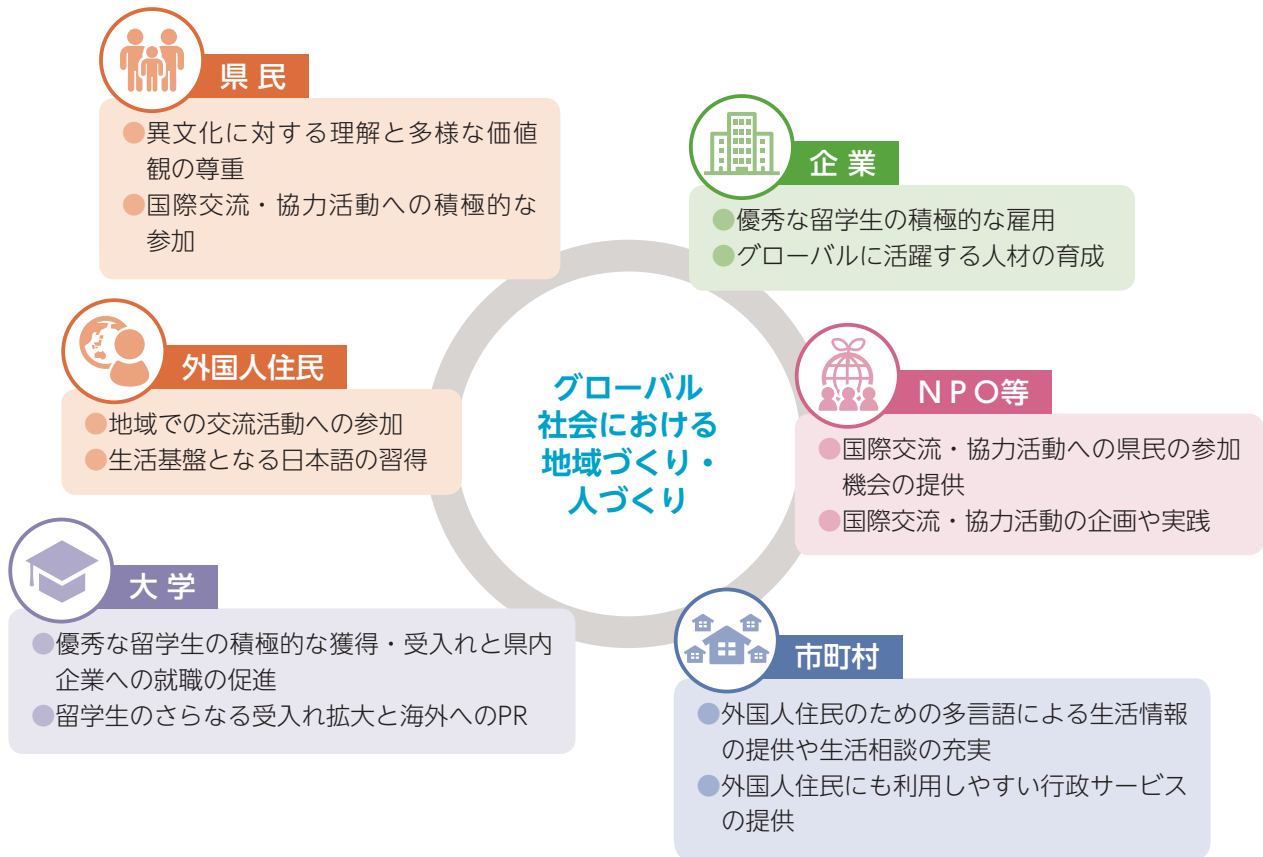 県民
●異文化に対する理解と多様な価値
観の尊重
●国際交流・協力活動への積極的な
参加
企業
●優秀な留学生の積極的な雇用
●グローバルに活躍する人材の育成
外国人住民
●地域での交流活動への参加
●生活基盤となる日本語の習得
グローバル
社会における
地域づくり・
人づくり
NPO等
●国際交流・協力活動への県民の参加
機会の提供
●国際交流・協力活動の企画や実践
大学
●優秀な留学生の積極的な獲得・受入れと県内
企業への就職の促進
●留学生のさらなる受入れ拡大と海外へのPR
市町村
●外国人住民のための多言語による生活情報
の提供や生活相談の充実
●外国人住民にも利用しやすい行政サービス
の提供